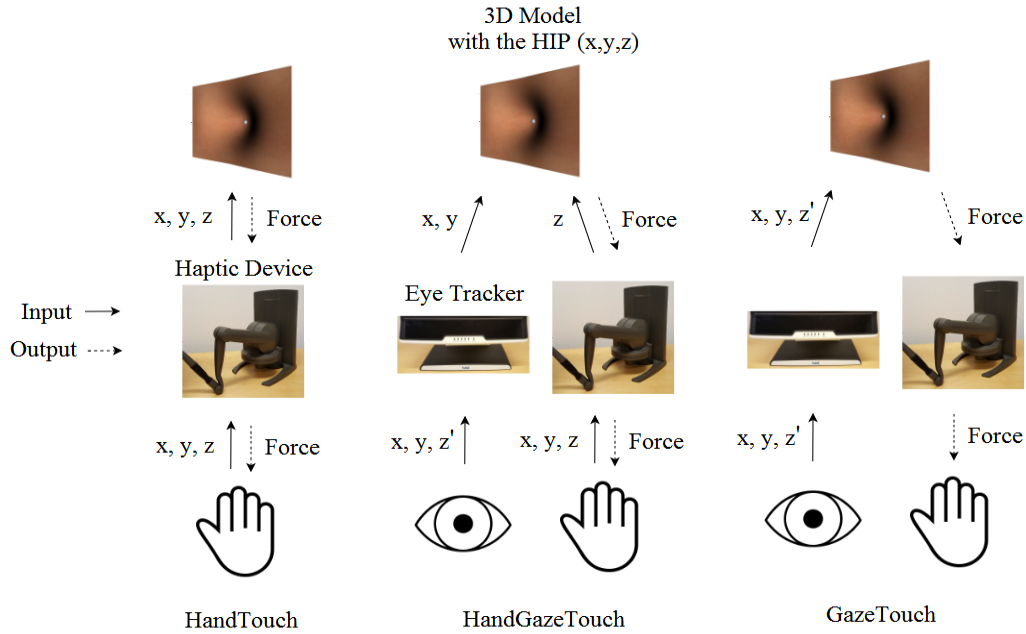 3D Model
with the HIP (x,y,z)
x, y, z
Force
x, y
z
Force
x, y, z'
Force
Haptic Device
Eye Tracker
Input
Output
x, y, z
Force
x, y, z'
x, y, z
Force
x, y, z'
Force
HandTouch
HandGazeTouch
GazeTouch